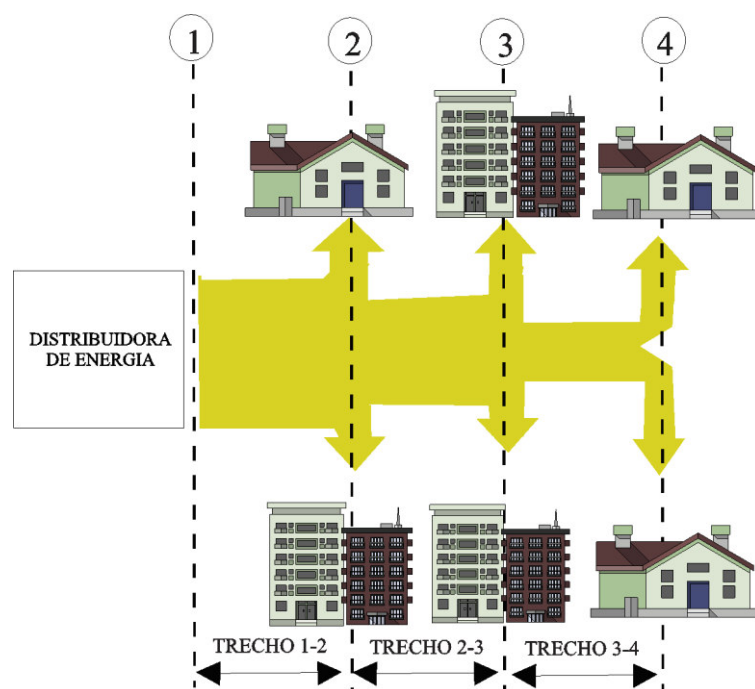 1
2
3
4
DISTRIBUIDORA
DE ENERGIA
TRECHO 1-2
TRECHO 2-3
TRECHO 3-4